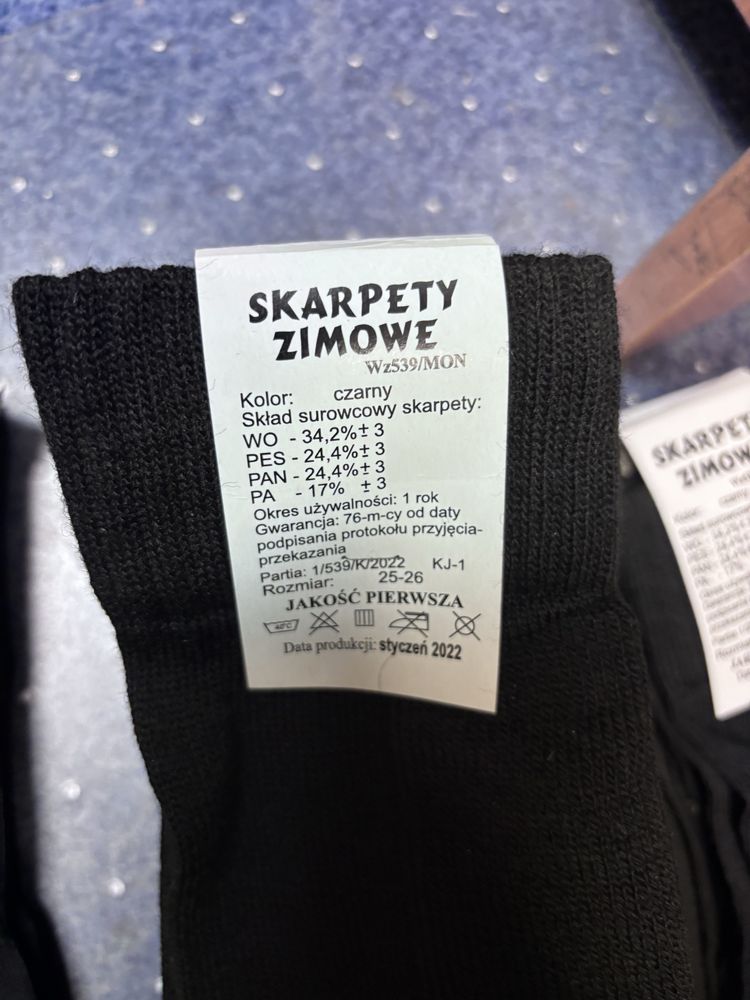 SKARPETY
ZIMOWE
Wz539/MON
Kolor: czarny
Skład surowcowy skarpety:
WO - 34,2%± 3
PES - 24,4%± 3
PAN - 24,4%± 3
PA - 17% ± 3
Okres używalności: 1 rok
Gwarancja: 76-m-cy od daty
podpisania protokołu przyjęcia-
przekazania
Partia: 1/539/K/2022 KJ-1
Rozmiar: 25-26
JAKOŚĆ PIERWSZA
40°C
Data produkcji: styczeń 2022
SKARPETY
ZIMOW